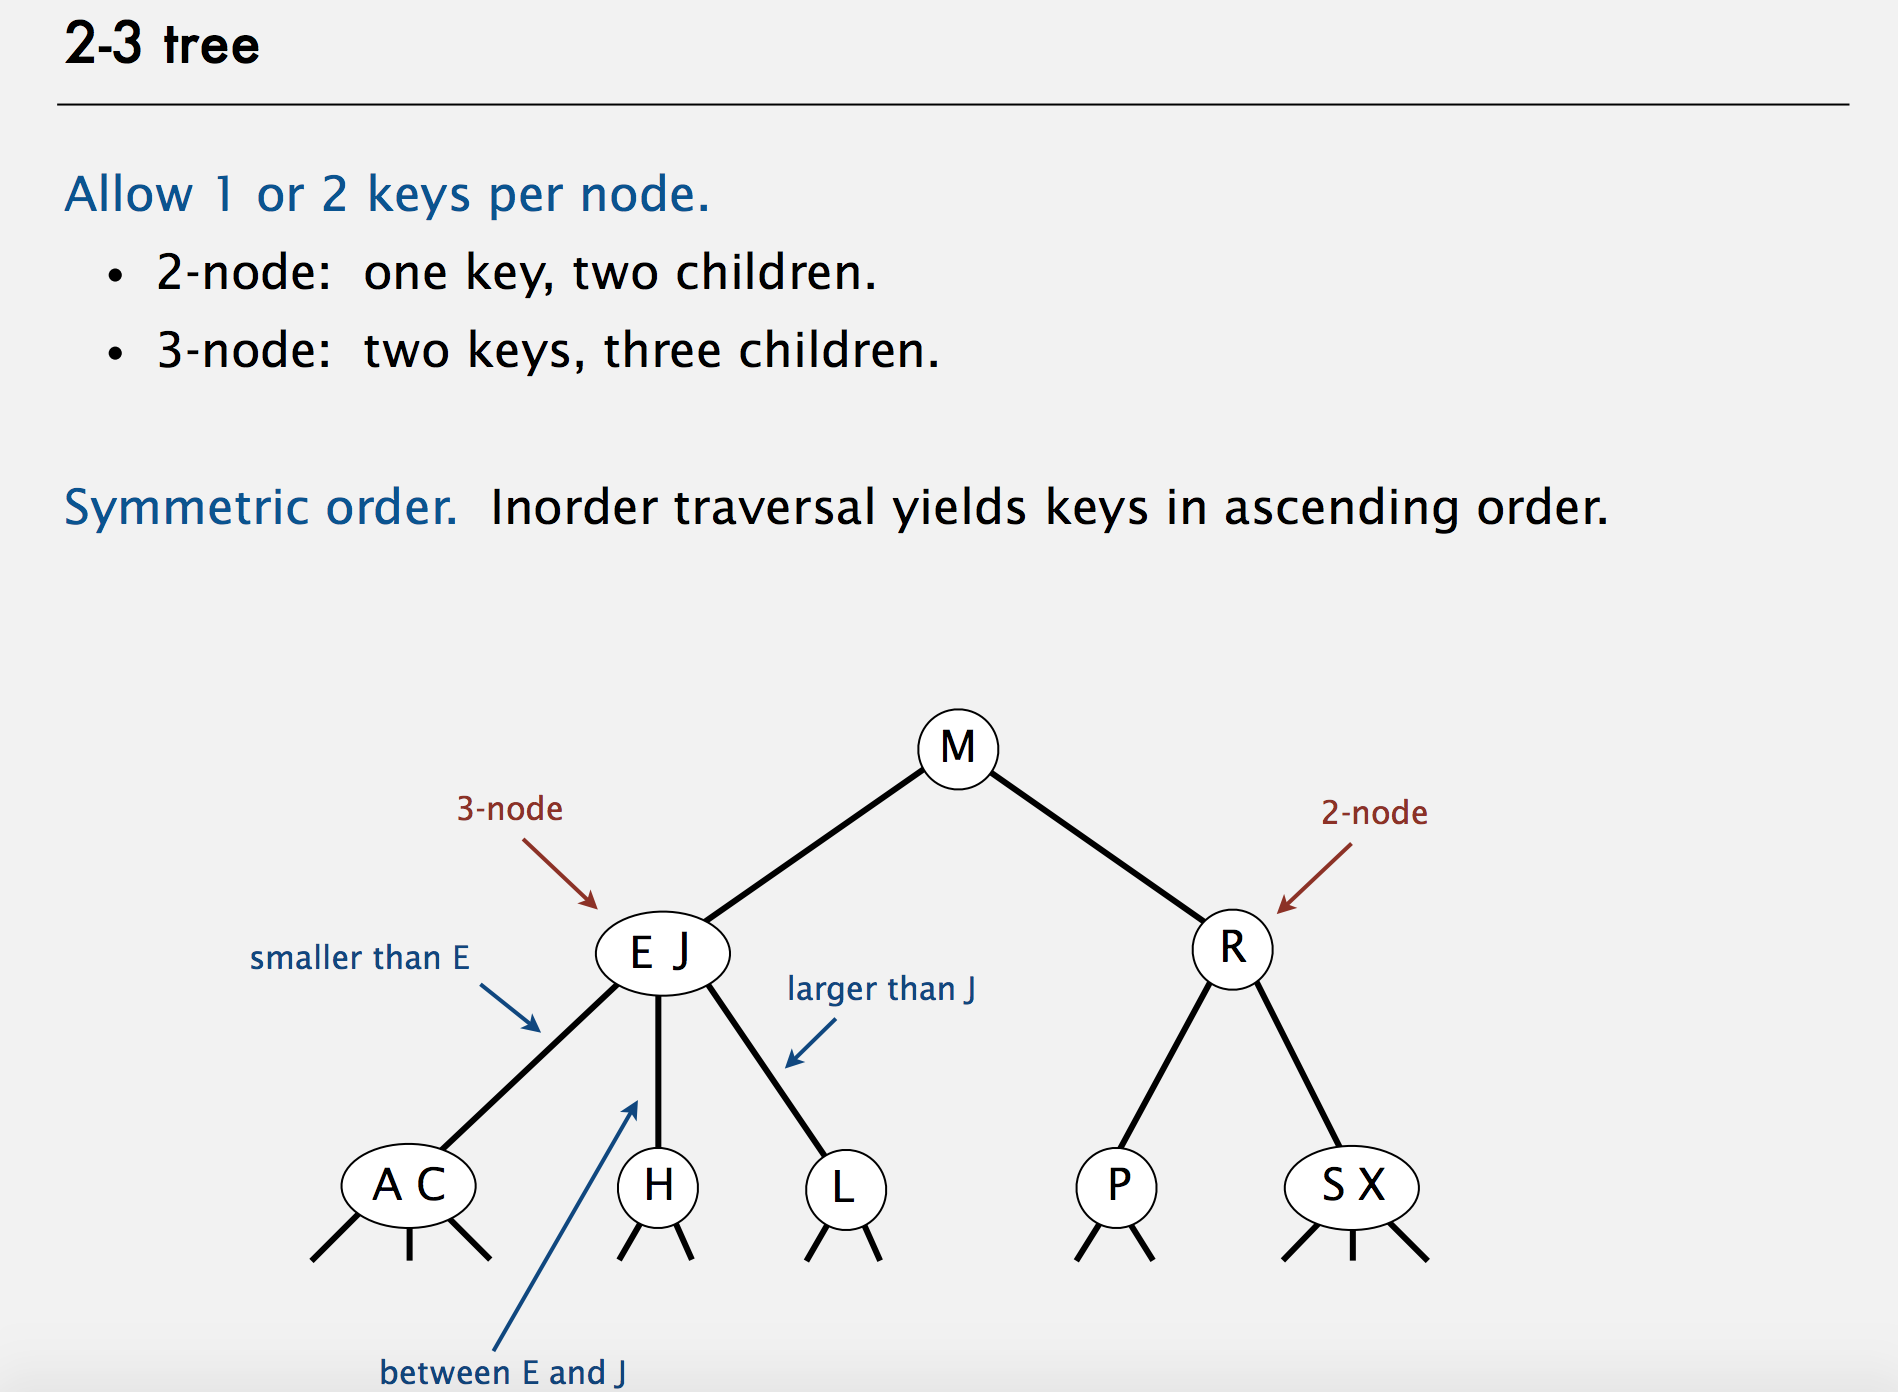 2-3 tree
Allow 1 or 2 keys per node.
• 2-node: one key, two children.
• 3-node: two keys, three children.
Symmetric order. Inorder traversal yields keys in ascending order.
M
3-node
2-node
E J
R
smaller than E
larger than J
A C
H
L
P
S X
between E and J